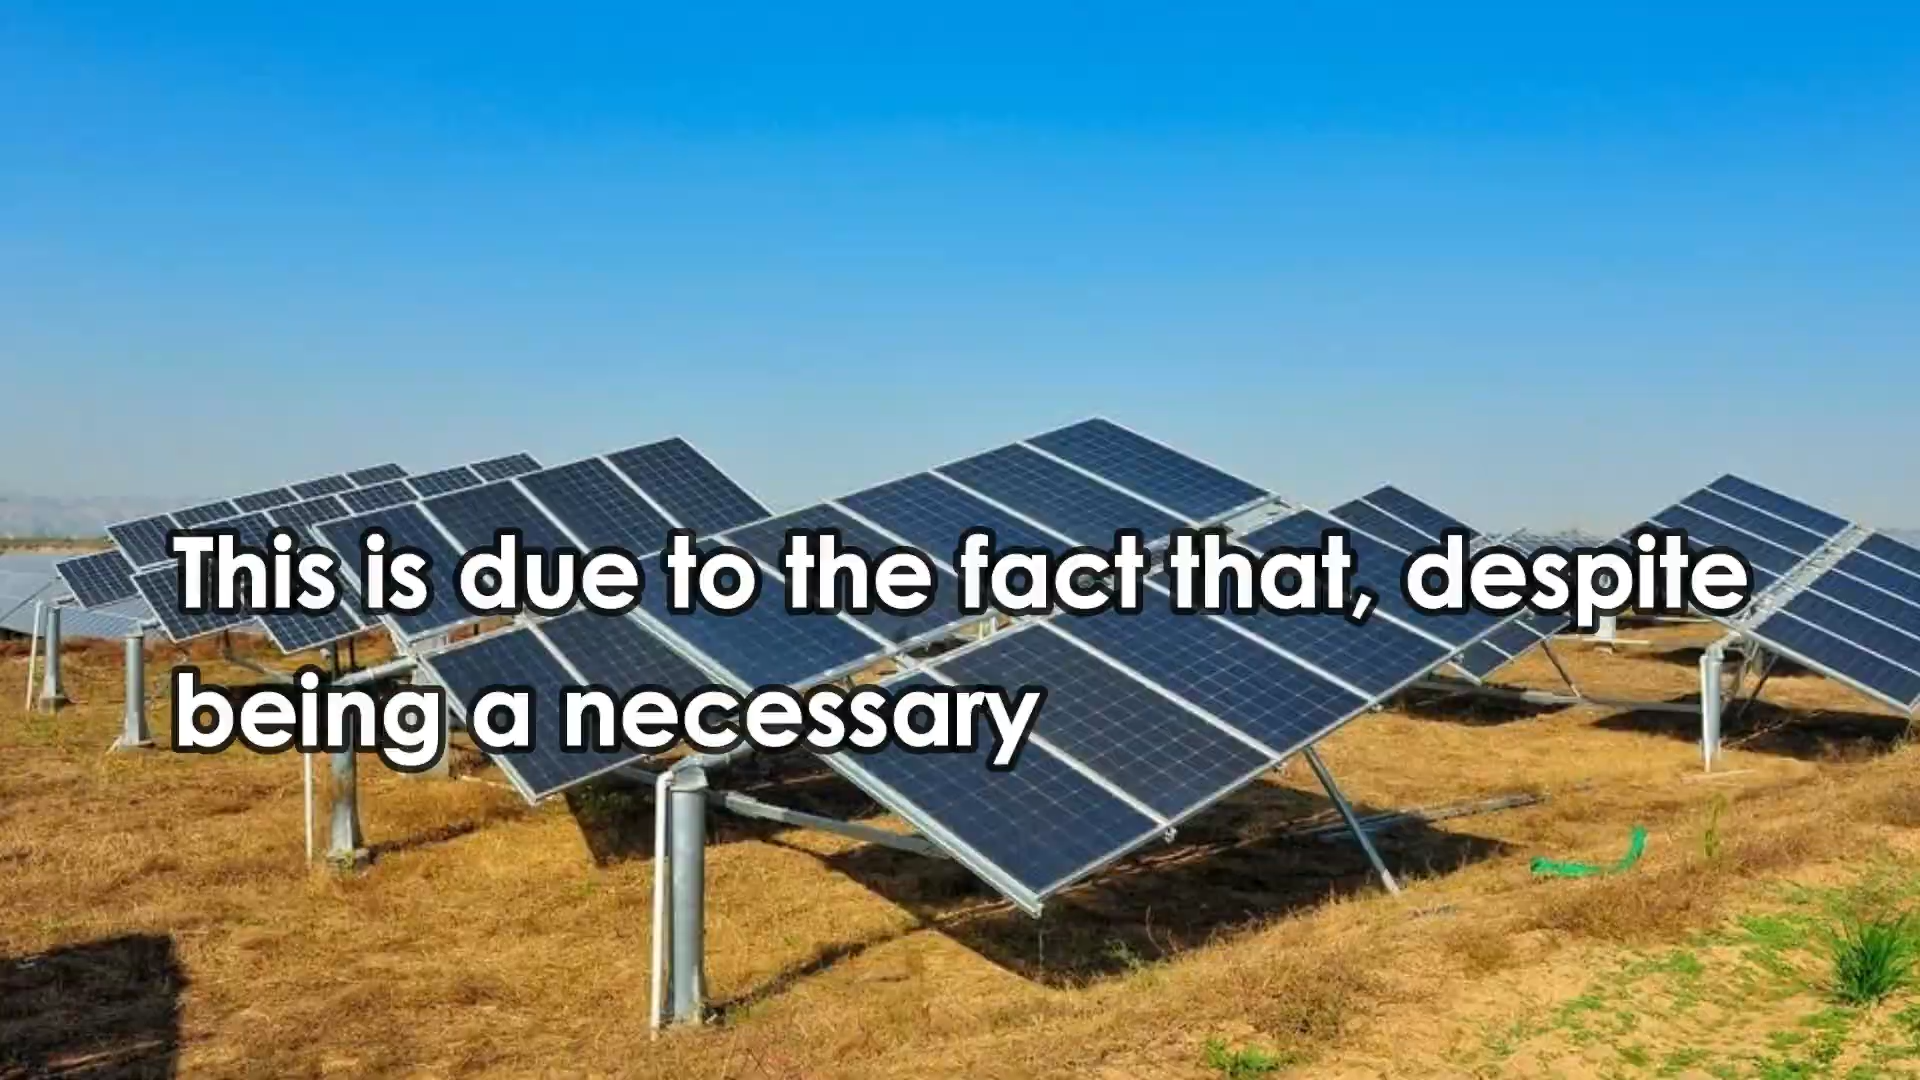 This is due to the fact that, despite
being a necessary